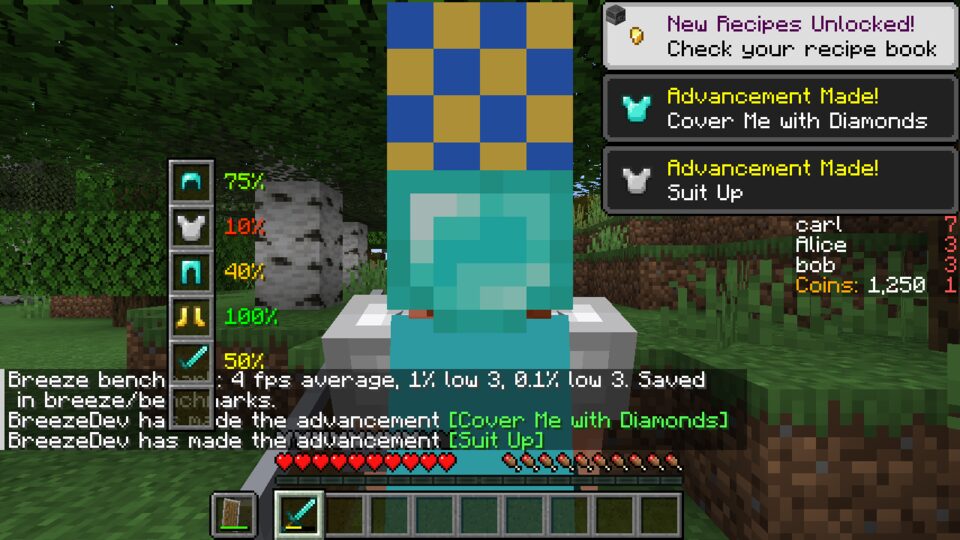 New Recipes Unlocked!
Check your recipe book
Advancement Made!
Cover Me with Diamonds
Advancement Made!
Suit Up
carl 7
Alice 3
bob 3
Coins: 1,250 1
75%
10%
40%
100%
50%
Breeze bench : 4 fps average, 1% low 3, 0.1% low 3. Saved
in breeze/benchmarks.
BreezeDev has made the advancement [Cover Me with Diamonds]
BreezeDev has made the advancement [Suit Up]